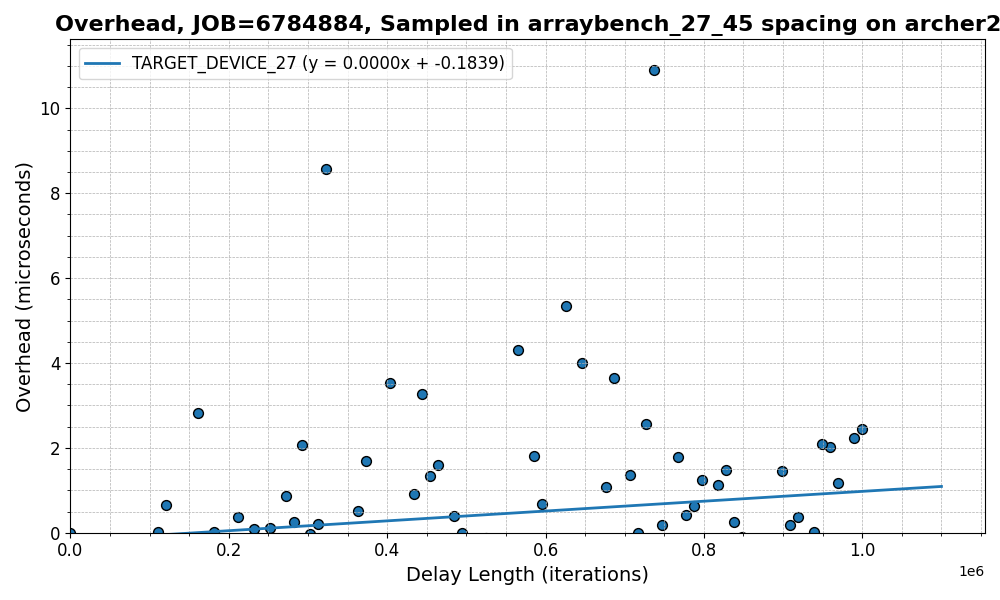 Overhead, JOB=6784884, Sampled in arraybench_27_45 spacing on archer2
TARGET_DEVICE_27 (y = 0.0000x + -0.1839)
Overhead (microseconds)
10
8
6
4
2
0
0.0 0.2 0.4 0.6 0.8 1.0
1e6
Delay Length (iterations)